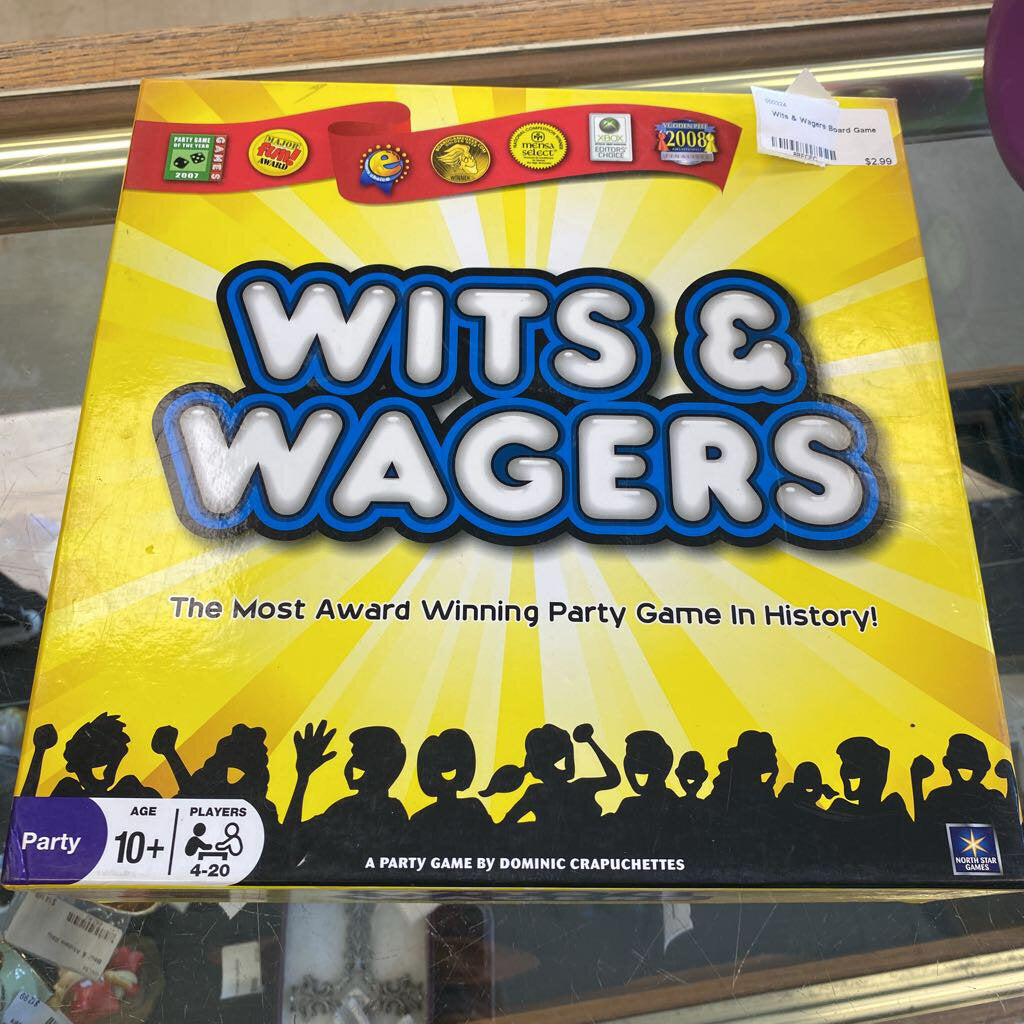 PARTY GAME
OF THE YEAR
GAMES
2007
MAJOR
fun!
AWARD
e
WINNER
mensa
select
XBOX
EDITORS'
CHOICE
2008
000324
Wits & Wagers Board Game
$2.99
WITS &
WAGERS
The Most Award Winning Party Game In History!
Party
AGE
10+
PLAYERS
4-20
A PARTY GAME BY DOMINIC CRAPUCHETTES
NORTH STAR
GAMES